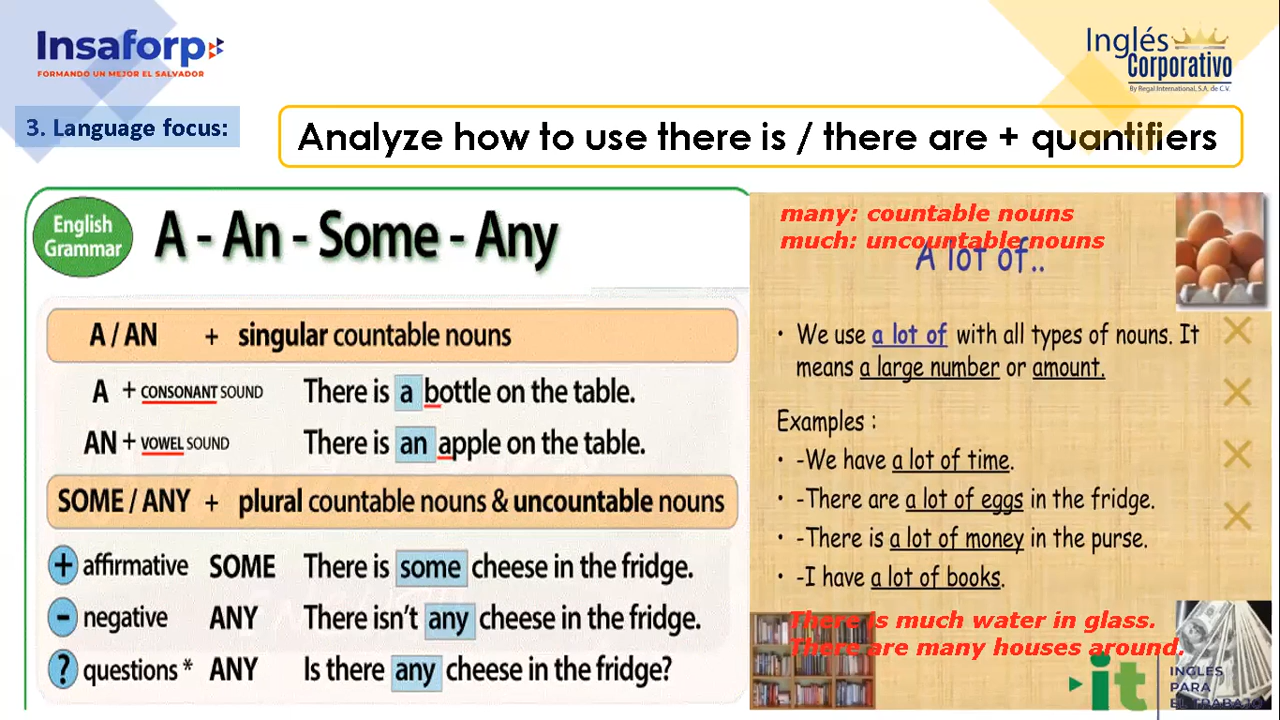 Insaforp
FORMANDO UN MEJOR EL SALVADOR
Inglés
Corporativo
By Regal International, S.A. de C.V.
3. Language focus:
Analyze how to use there is / there are + quantifiers
English
Grammar
A - An - Some - Any
A / AN + singular countable nouns
A + CONSONANT SOUND There is a bottle on the table.
AN + VOWEL SOUND There is an apple on the table.
SOME / ANY + plural countable nouns & uncountable nouns
+ affirmative SOME There is some cheese in the fridge.
- negative ANY There isn't any cheese in the fridge.
? questions * ANY Is there any cheese in the fridge?
many: countable nouns
much: uncountable nouns
A lot of..
• We use a lot of with all types of nouns. It
means a large number or amount.
Examples :
• -We have a lot of time.
• -There are a lot of eggs in the fridge.
• -There is a lot of money in the purse.
• -I have a lot of books.
There is much water in glass.
There are many houses around.
it
INGLÉS
PARA
EL TRABAJO